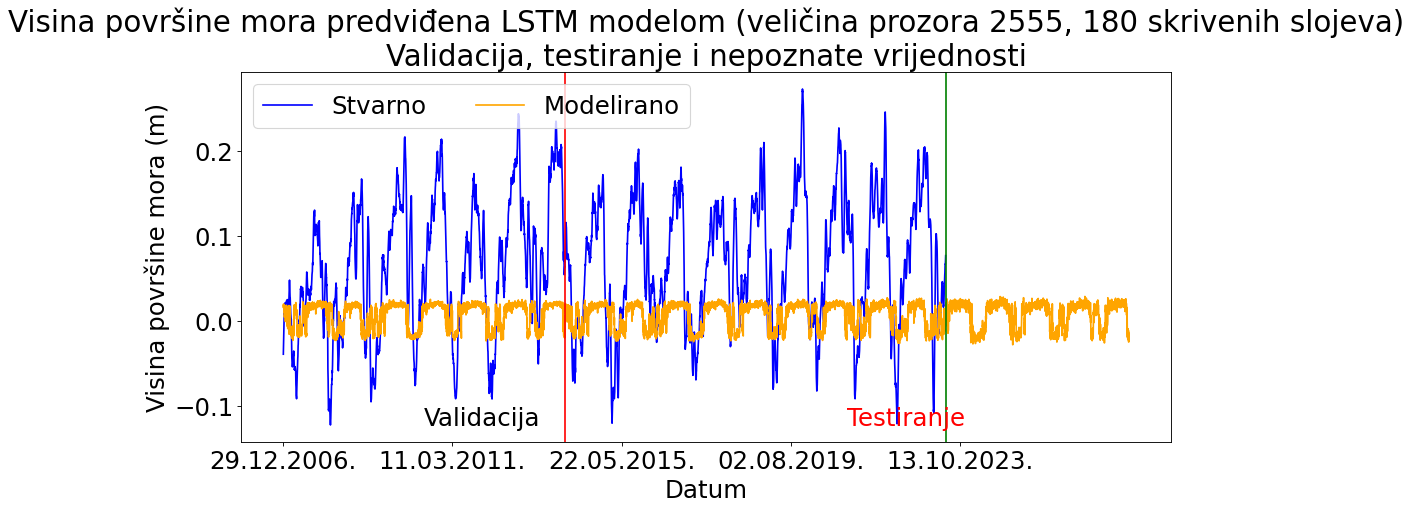 Visina površine mora predviđena LSTM modelom (veličina prozora 2555, 180 skrivenih slojeva)
Validacija, testiranje i nepoznate vrijednosti
Stvarno
Modelirano
Visina površine mora (m)
0.2
0.1
0.0
−0.1
Validacija
Testiranje
29.12.2006.
11.03.2011.
22.05.2015.
02.08.2019.
13.10.2023.
Datum